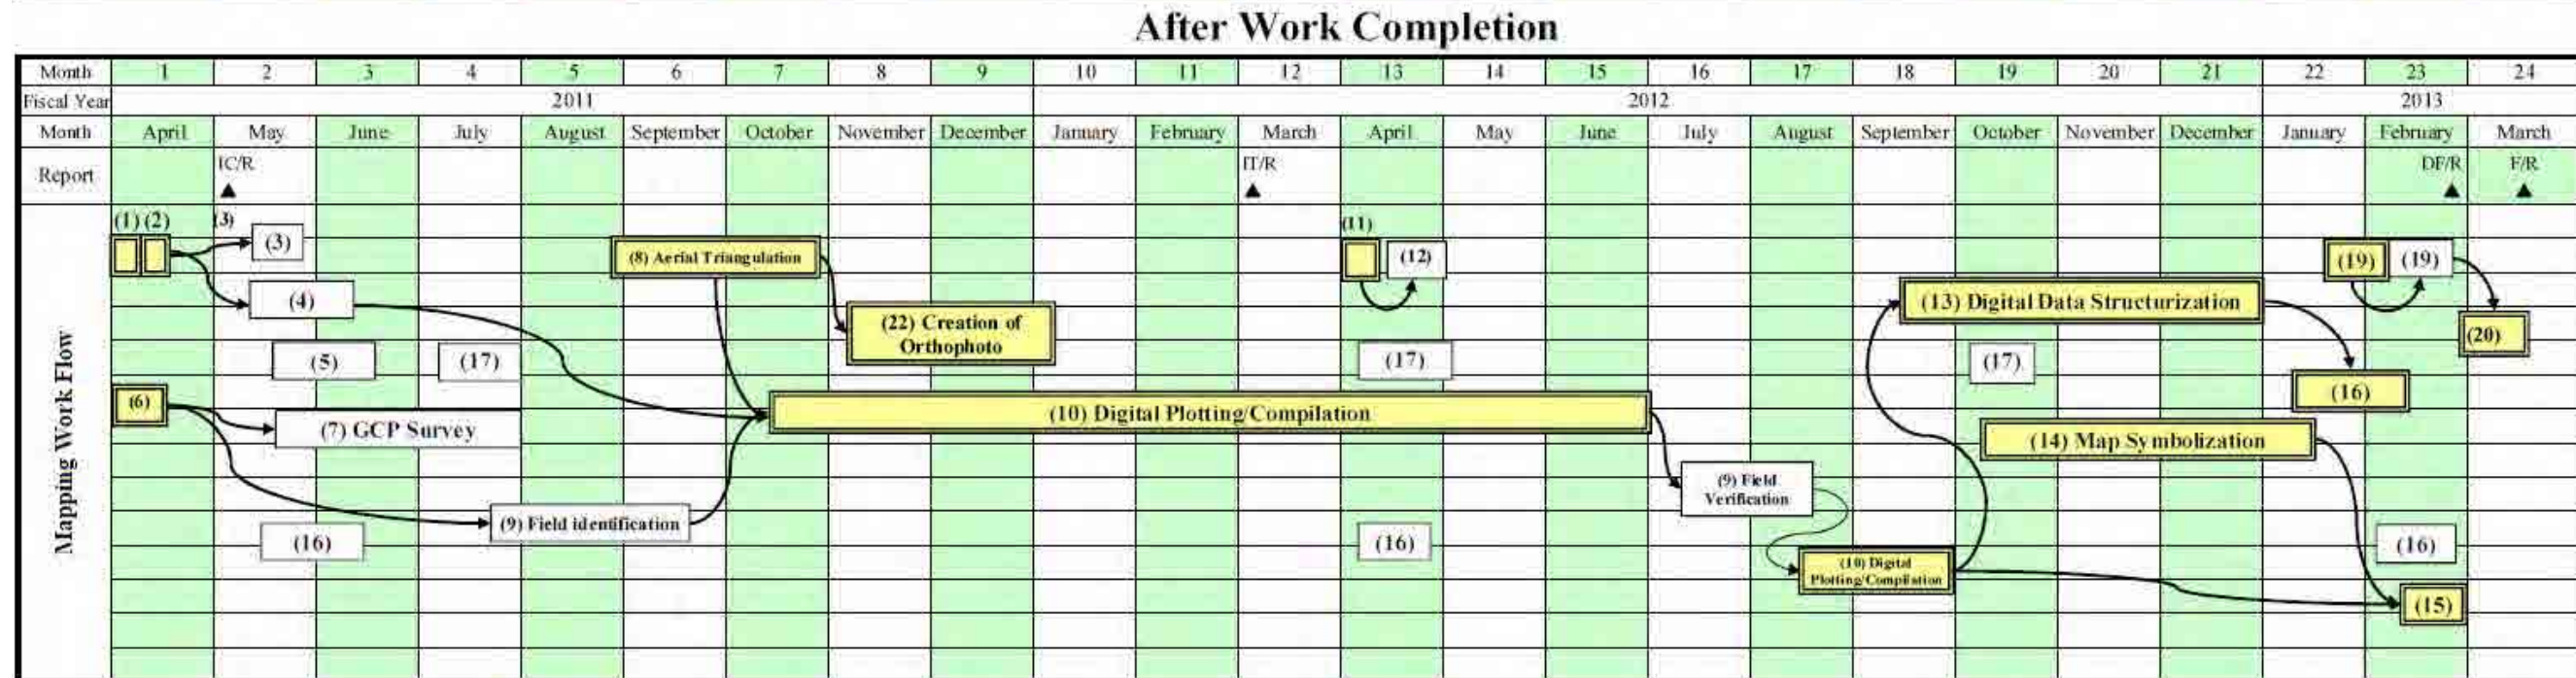 After Work Completion
Month 1 2 3 4 5 6 7 8 9 10 11 12 13 14 15 16 17 18 19 20 21 22 23 24
Fiscal Year 2011 2012 2013
Month April May June July August September October November December January February March April May June July August September October November December January February March
Report IC/R IT/R DF/R F/R
Mapping Work Flow
(1) (2) (3) (11)
(3) (8) Aerial Triangulation (12) (19) (19)
(4) (13) Digital Data Structurization
(22) Creation of
Orthophoto
(20)
(5) (17) (17) (17)
(16)
(6) (10) Digital Plotting/Compilation
(7) GCP Survey (14) Map Symbolization
(9) Field
Verification
(9) Field identification
(16) (16) (16)
(10) Digital
Plotting/Compilation
(15)